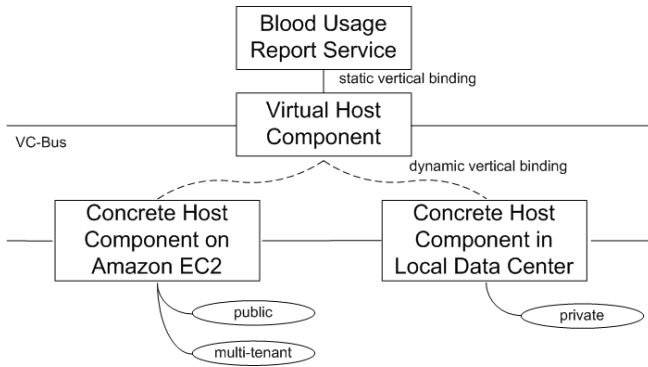 Blood Usage
Report Service
static vertical binding
Virtual Host
Component
VC-Bus
dynamic vertical binding
Concrete Host
Component on
Amazon EC2
Concrete Host
Component in
Local Data Center
public
private
multi-tenant